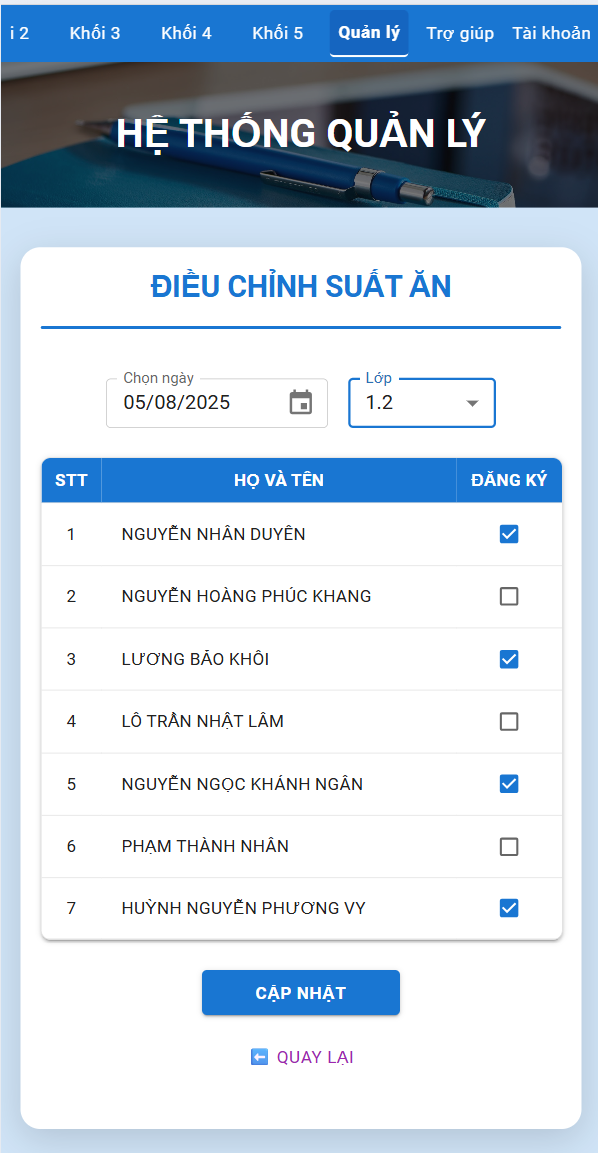 i 2 Khối 3 Khối 4 Khối 5 Quản lý Trợ giúp Tài khoản
HỆ THỐNG QUẢN LÝ
ĐIỀU CHỈNH SUẤT ĂN
Chọn ngày Lớp
05/08/2025 1.2
STT HỌ VÀ TÊN ĐĂNG KÝ
1 NGUYỄN NHÂN DUYÊN
2 NGUYỄN HOÀNG PHÚC KHANG
3 LƯƠNG BẢO KHÔI
4 LÔ TRẦN NHẬT LÂM
5 NGUYỄN NGỌC KHÁNH NGÂN
6 PHẠM THÀNH NHÂN
7 HUỲNH NGUYỄN PHƯƠNG VY
CẬP NHẬT
QUAY LẠI